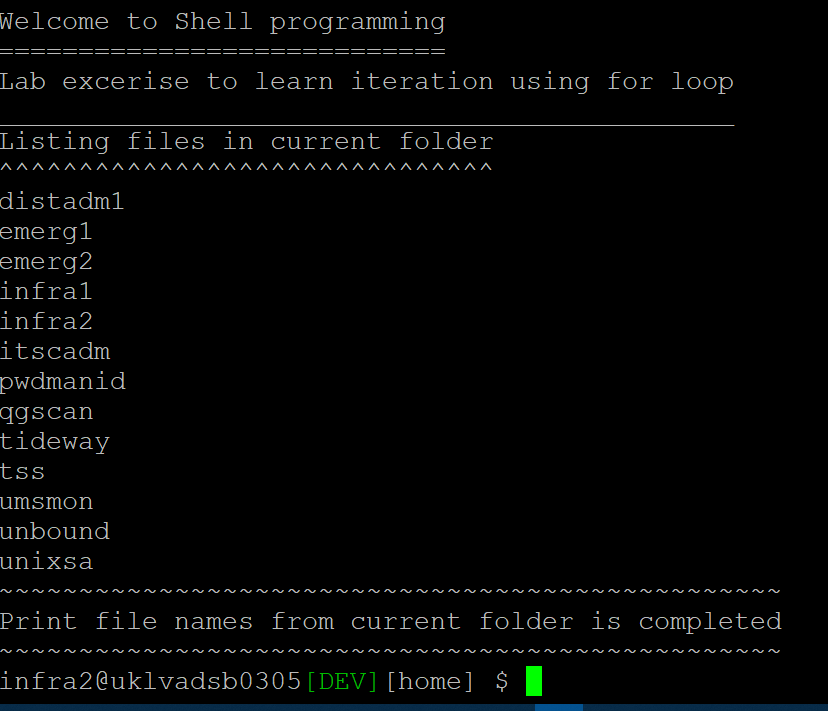 Welcome to Shell programming
============================
Lab excerise to learn iteration using for loop
______________________________________________
Listing files in current folder
^^^^^^^^^^^^^^^^^^^^^^^^^^^^^^^
distadm1
emerg1
emerg2
infra1
infra2
itscadm
pwdmanid
qgscan
tideway
tss
umsmon
unbound
unixsa
~~~~~~~~~~~~~~~~~~~~~~~~~~~~~~~~~~~~~~~~~~~~~~~~~
Print file names from current folder is completed
~~~~~~~~~~~~~~~~~~~~~~~~~~~~~~~~~~~~~~~~~~~~~~~~~
infra2@uklvadsb0305[DEV][home] $